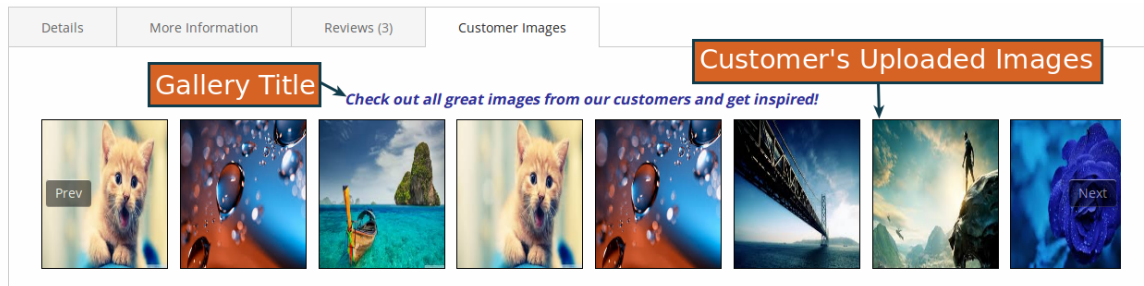 Details
More Information
Reviews (3)
Customer Images
Customer's Uploaded Images
Gallery Title
Check out all great images from our customers and get inspired!
Prev
Next